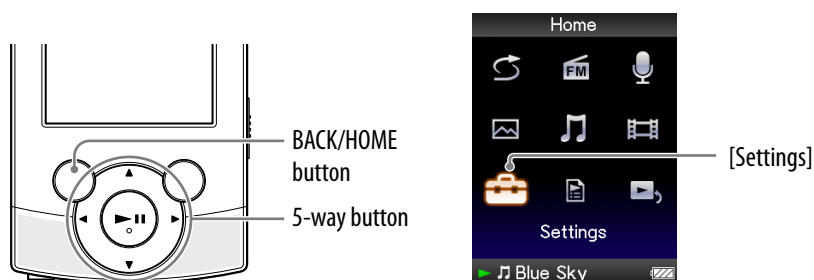 BACK/HOME
button
5-way button
Home
FM
[Settings]
Settings
Blue Sky